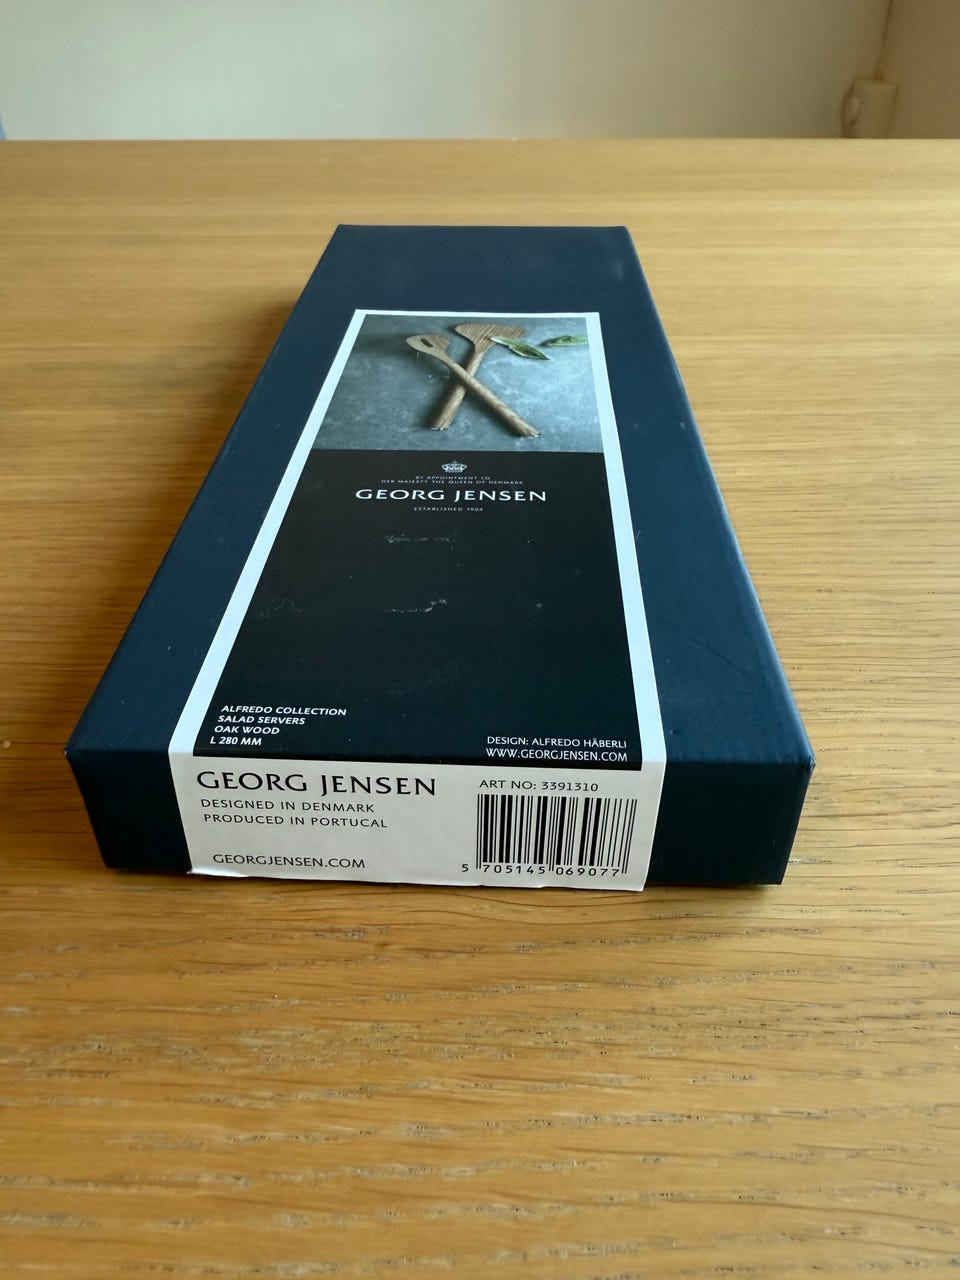 BY APPOINTMENT TO
HER MAJESTY THE QUEEN OF DENMARK
GEORG JENSEN
ESTABLISHED 1904
ALFREDO COLLECTION
SALAD SERVERS
OAK WOOD
L 280 MM
DESIGN: ALFREDO HÄBERLI
WWW.GEORGJENSEN.COM
GEORG JENSEN
DESIGNED IN DENMARK
PRODUCED IN PORTUGAL
GEORGJENSEN.COM
ART NO: 3391310
5 705145 069077